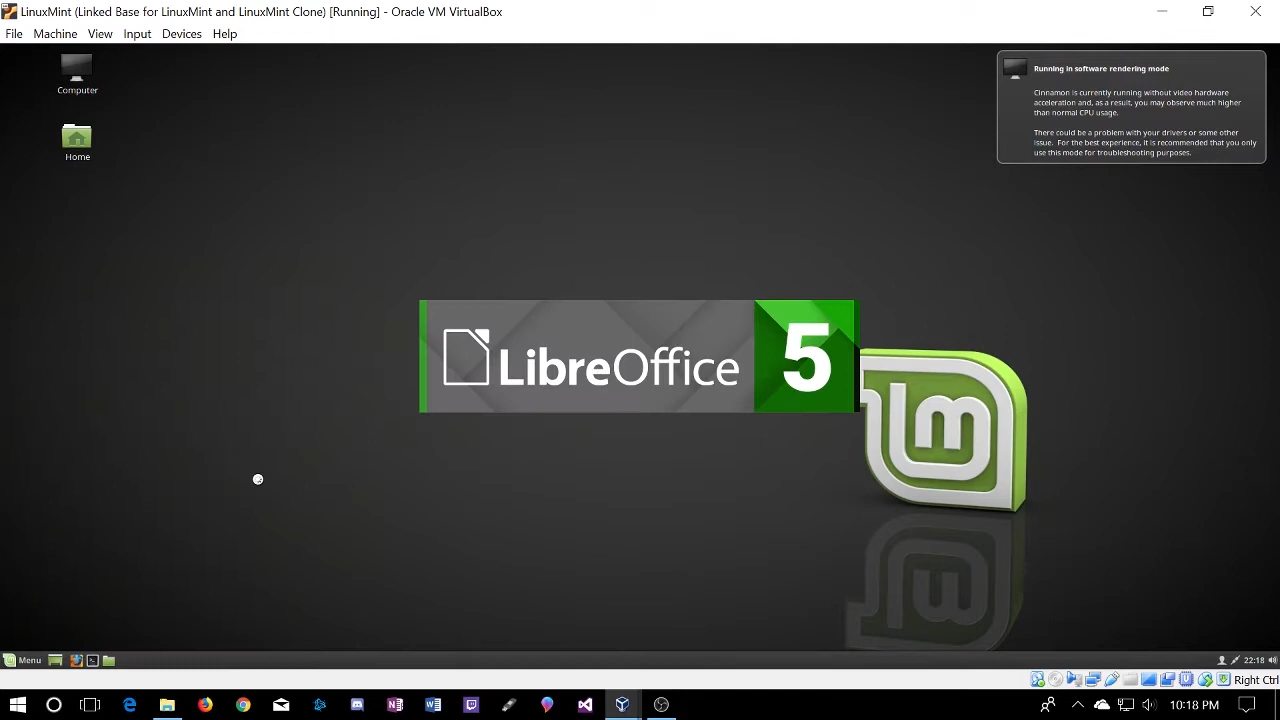 LinuxMint (Linked Base for LinuxMint and LinuxMint Clone) [Running] - Oracle VM VirtualBox
File Machine View Input Devices Help
Computer
Home
Running in software rendering mode
Cinnamon is currently running without video hardware
acceleration and, as a result, you may observe much higher
than normal CPU usage.
There could be a problem with your drivers or some other
issue. For the best experience, it is recommended that you only
use this mode for troubleshooting purposes.
LibreOffice 5
lm
Menu
22:18
Right Ctrl
10:18 PM